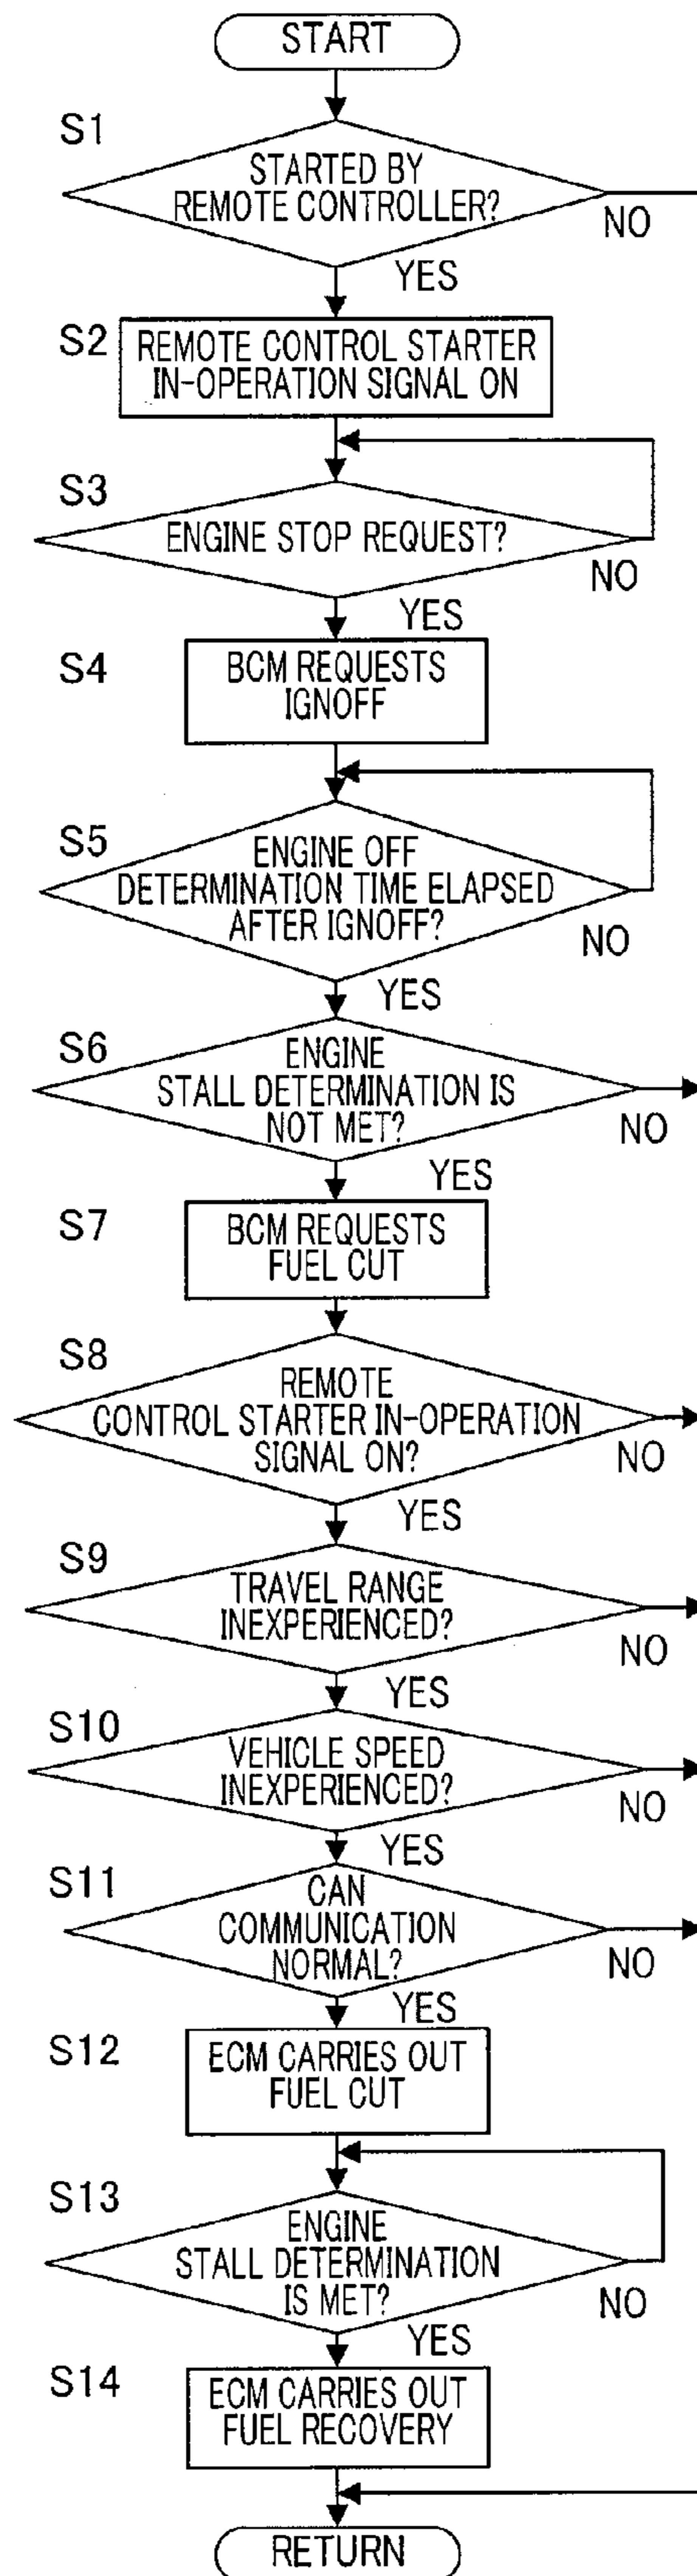 START
S1
STARTED BY
REMOTE CONTROLLER?
NO
YES
S2
REMOTE CONTROL STARTER
IN-OPERATION SIGNAL ON
S3
ENGINE STOP REQUEST?
NO
YES
S4
BCM REQUESTS
IGNOFF
S5
ENGINE OFF
DETERMINATION TIME ELAPSED
AFTER IGNOFF?
NO
YES
S6
ENGINE
STALL DETERMINATION IS
NOT MET?
NO
YES
S7
BCM REQUESTS
FUEL CUT
S8
REMOTE
CONTROL STARTER IN-OPERATION
SIGNAL ON?
NO
YES
S9
TRAVEL RANGE
INEXPERIENCED?
NO
YES
S10
VEHICLE SPEED
INEXPERIENCED?
NO
YES
S11
CAN
COMMUNICATION
NORMAL?
NO
YES
S12
ECM CARRIES OUT
FUEL CUT
S13
ENGINE
STALL DETERMINATION
IS MET?
NO
YES
S14
ECM CARRIES OUT
FUEL RECOVERY
RETURN